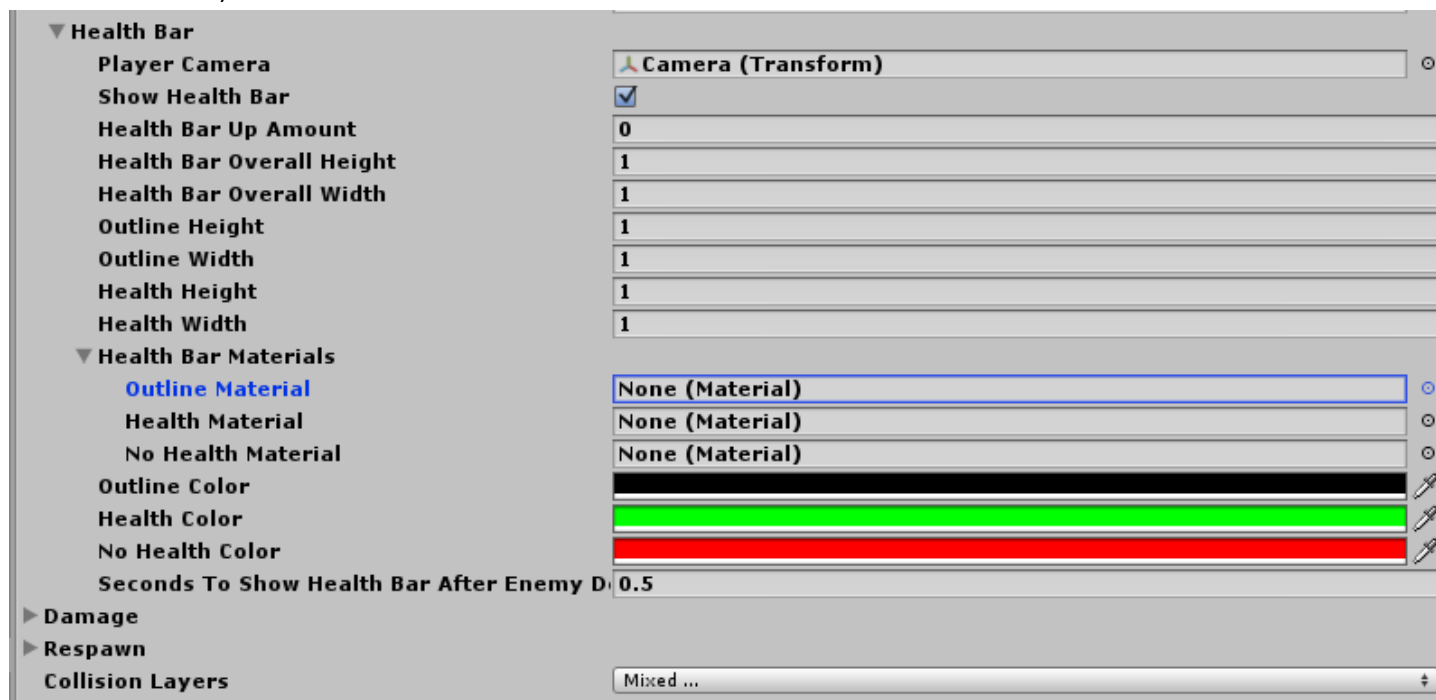 Health Bar
Player Camera Camera (Transform)
Show Health Bar
Health Bar Up Amount 0
Health Bar Overall Height 1
Health Bar Overall Width 1
Outline Height 1
Outline Width 1
Health Height 1
Health Width 1
Health Bar Materials
Outline Material None (Material)
Health Material None (Material)
No Health Material None (Material)
Outline Color
Health Color
No Health Color
Seconds To Show Health Bar After Enemy D 0.5
Damage
Respawn
Collision Layers Mixed ...